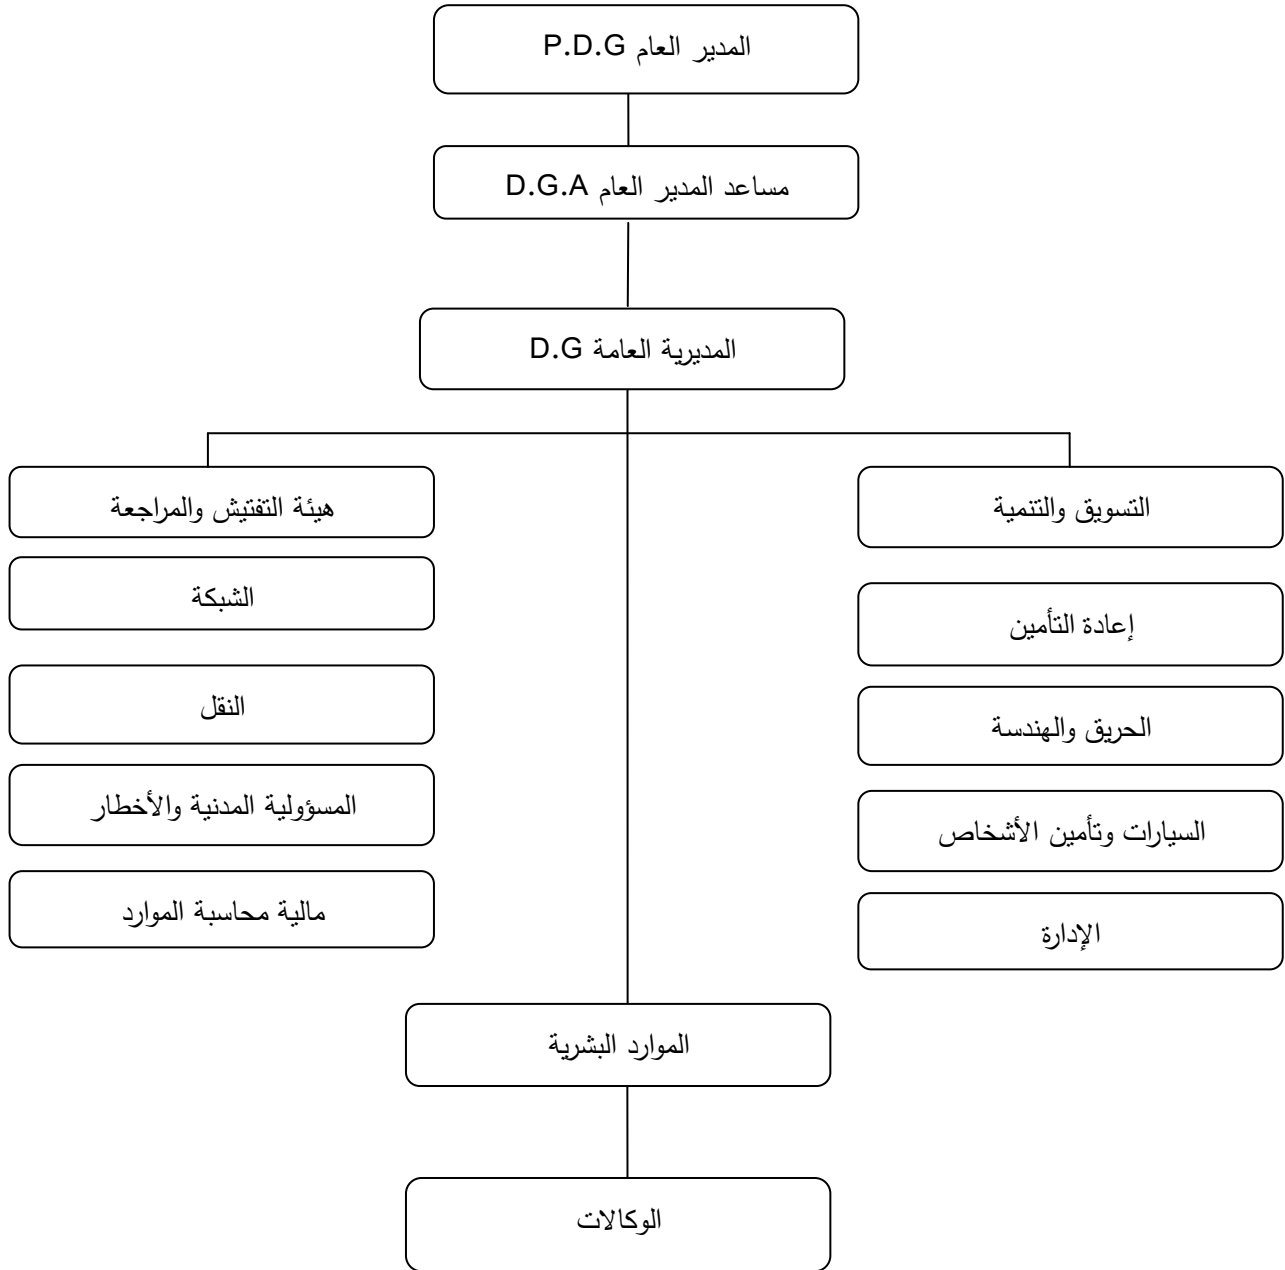 المدير العام P.D.G
مساعد المدير العام D.G.A
المديرية العامة D.G
التسويق والتنمية
هيئة التفتيش والمراجعة
إعادة التأمين
الشبكة
الحريق والهندسة
النقل
السيارات وتأمين الأشخاص
المسؤولية المدنية والأخطار
الإدارة
مالية محاسبة الموارد
الموارد البشرية
الوكالات